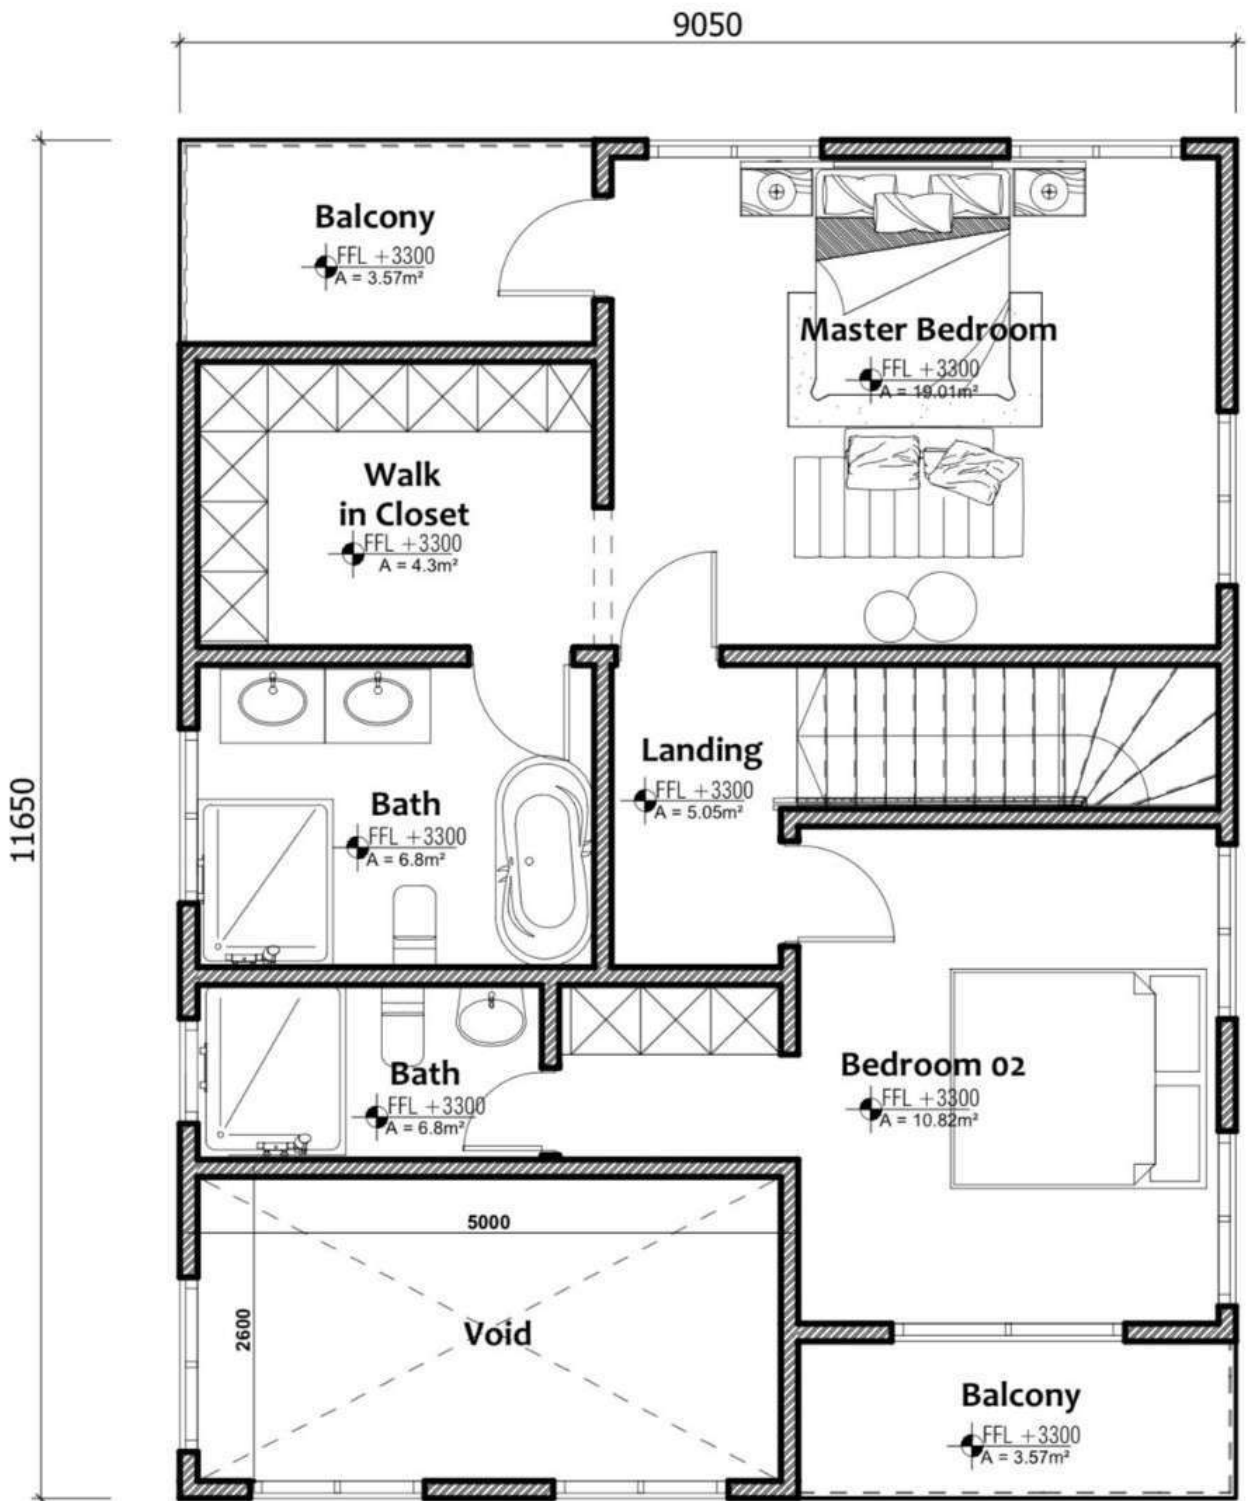 9050
11650
Balcony
FFL +3300
A = 3.57m²
Master Bedroom
FFL +3300
A = 19.01m²
Walk
in Closet
FFL +3300
A = 4.3m²
Landing
FFL +3300
A = 5.05m²
Bath
FFL +3300
A = 6.8m²
Bath
FFL +3300
A = 6.8m²
Bedroom 02
FFL +3300
A = 10.82m²
5000
2600
Void
Balcony
FFL +3300
A = 3.57m²